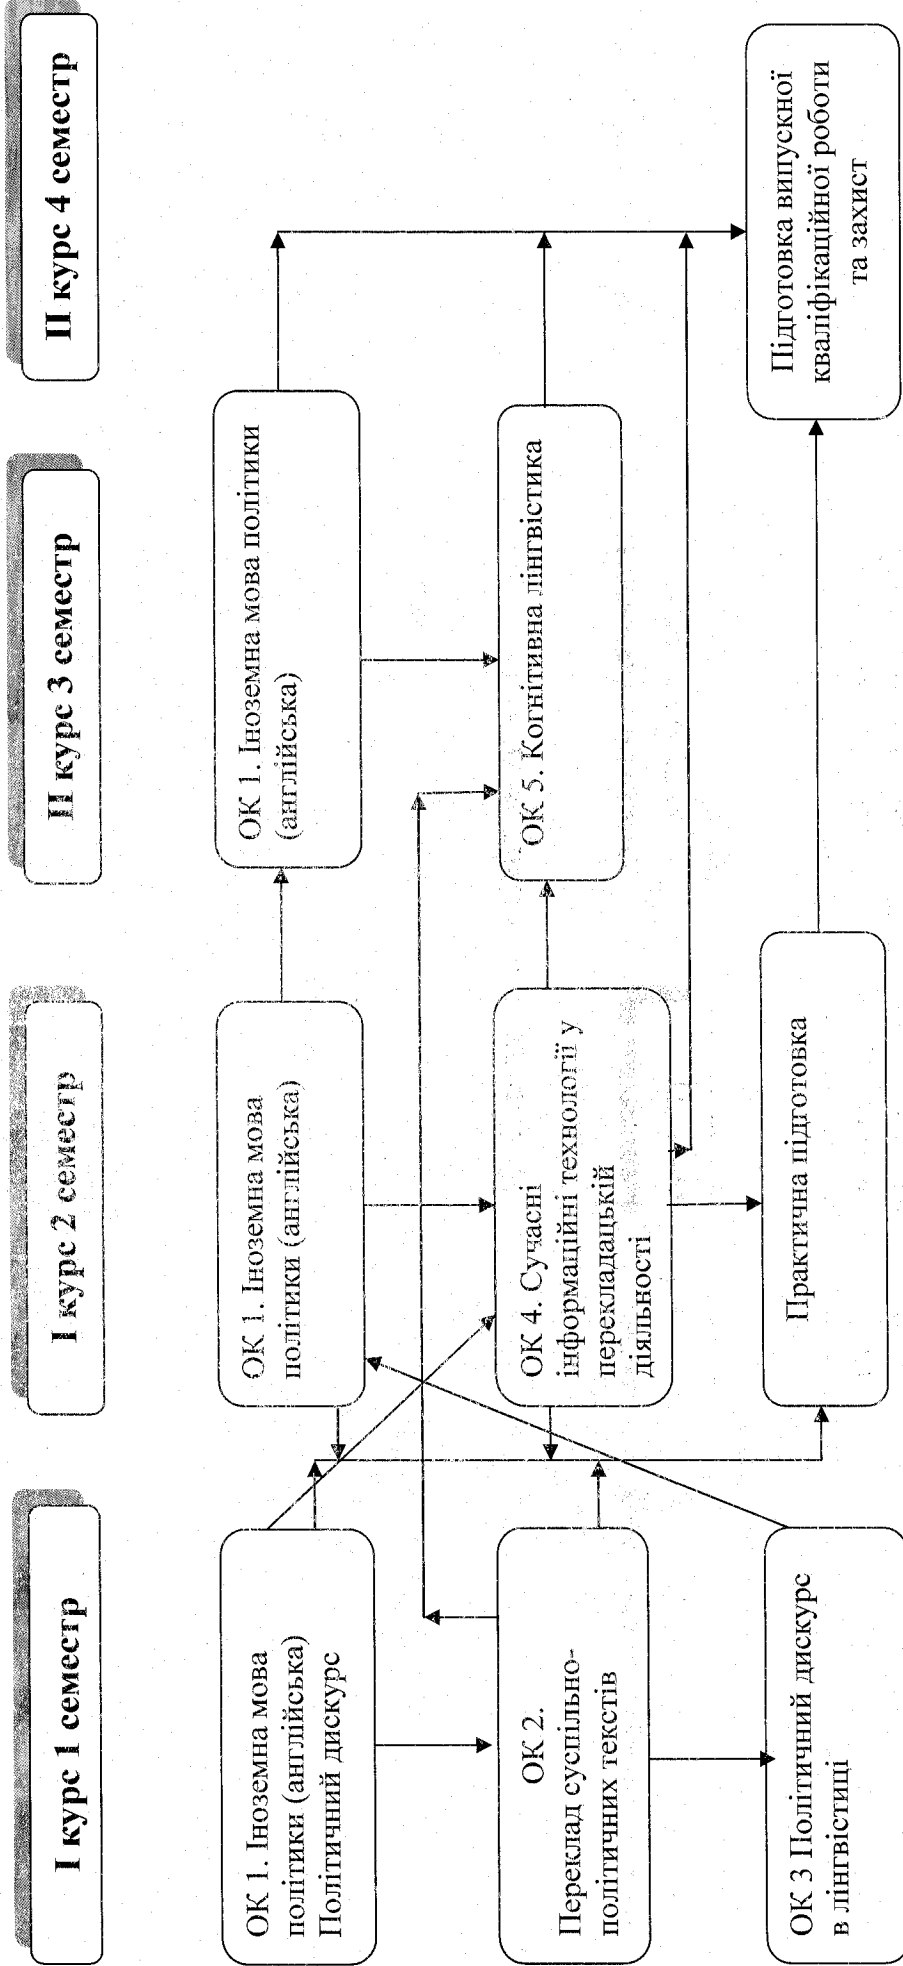 І курс 1 семестр
І курс 2 семестр
ІІ курс 3 семестр
ІІ курс 4 семестр
ОК 1. Іноземна мова
політики (англійська)
Політичний дискурс
ОК 1. Іноземна мова
політики (англійська)
ОК 1. Іноземна мова політики
(англійська)
ОК 2.
Переклад суспільно-
політичних текстів
ОК 4. Сучасні
інформаційні технології у
перекладацькій
діяльності
ОК 5. Когнітивна лінгвістика
ОК 3 Політичний дискурс
в лінгвістиці
Практична підготовка
Підготовка випускної
кваліфікаційної роботи
та захист